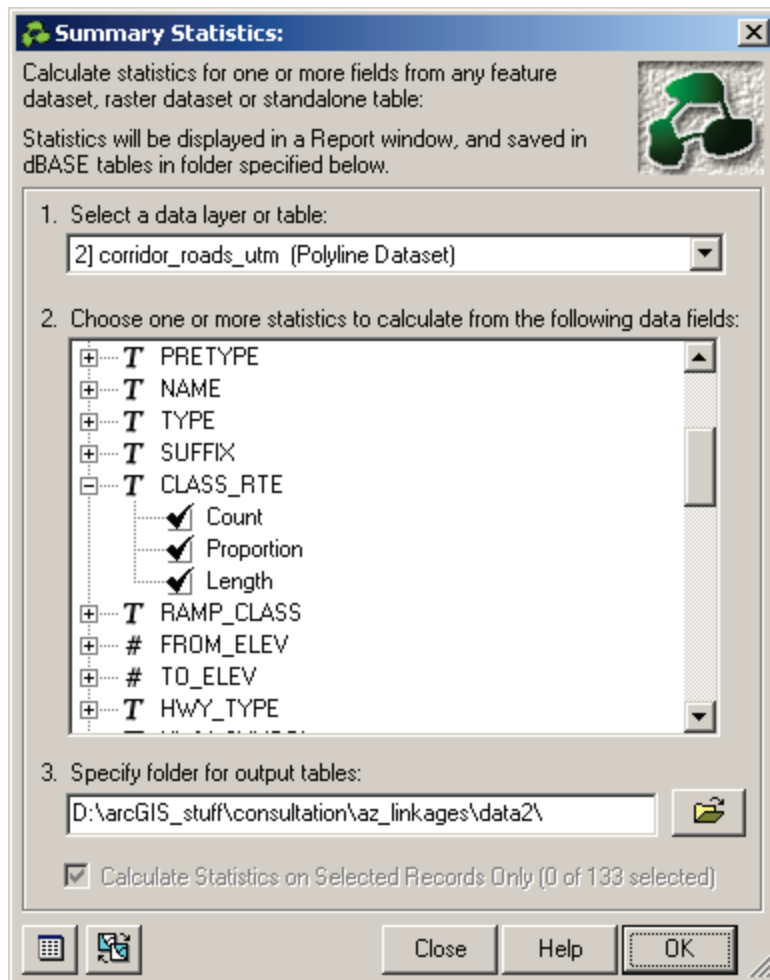 Summary Statistics:
Calculate statistics for one or more fields from any feature
dataset, raster dataset or standalone table:
Statistics will be displayed in a Report window, and saved in
dBASE tables in folder specified below.
1. Select a data layer or table:
2] corridor_roads_utm (Polyline Dataset)
2. Choose one or more statistics to calculate from the following data fields:
T PRETYPE
T NAME
T TYPE
T SUFFIX
T CLASS_RTE
Count
Proportion
Length
T RAMP_CLASS
# FROM_ELEV
# TO_ELEV
T HWY_TYPE
3. Specify folder for output tables:
D:\arcGIS_stuff\consultation\az_linkages\data2\
Calculate Statistics on Selected Records Only (0 of 133 selected)
Close Help OK